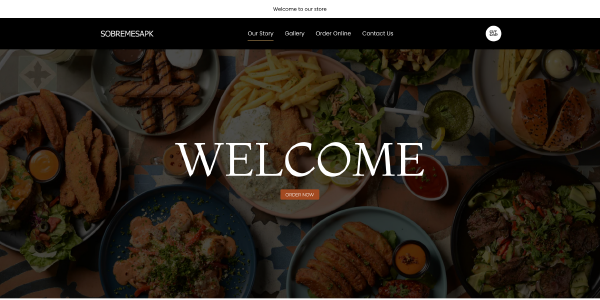 Welcome to our store
SOBREMESAPK
Our Story
Gallery
Order Online
Contact Us
WELCOME
ORDER NOW